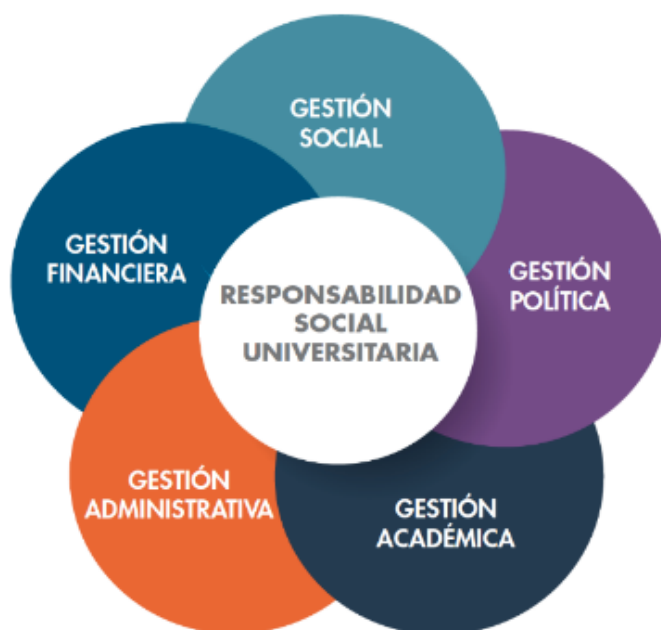 GESTIÓN
SOCIAL
GESTIÓN
FINANCIERA
RESPONSABILIDAD
SOCIAL
UNIVERSITARIA
GESTIÓN
POLÍTICA
GESTIÓN
ADMINISTRATIVA
GESTIÓN
ACADÉMICA